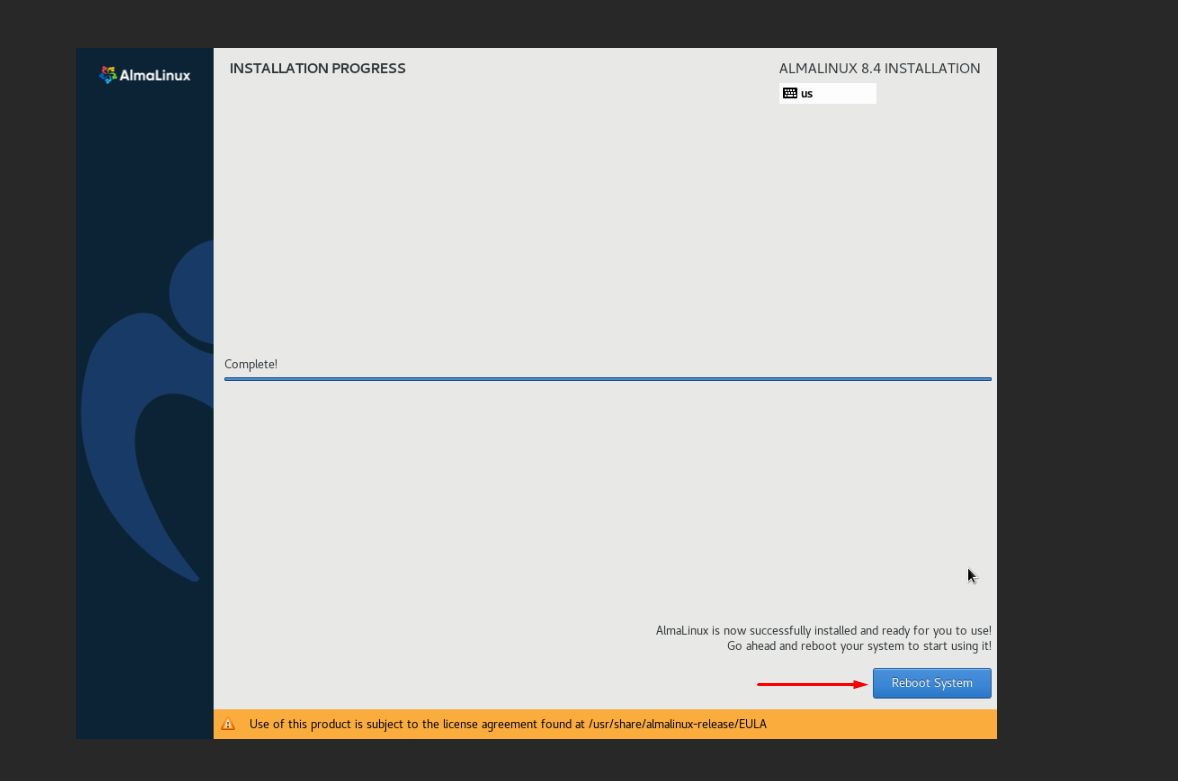 AlmaLinux
INSTALLATION PROGRESS
ALMALINUX 8.4 INSTALLATION
us
Complete!
AlmaLinux is now successfully installed and ready for you to use!
Go ahead and reboot your system to start using it!
Reboot System
Use of this product is subject to the license agreement found at /usr/share/almalinux-release/EULA